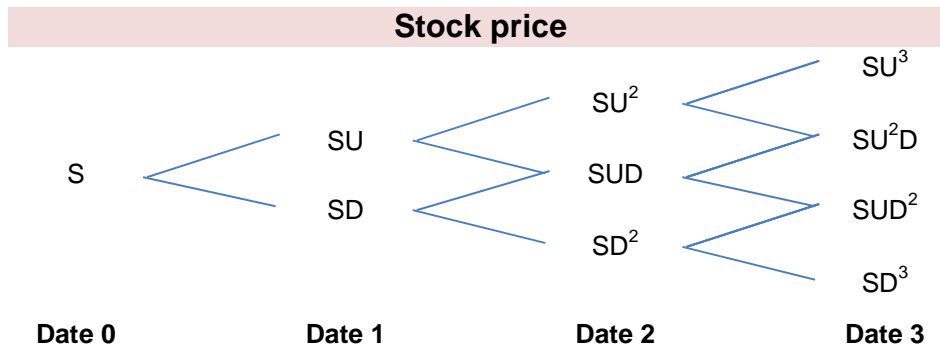 Stock price
SU³
SU²
SU
SU²D
S
SUD
SD
SUD²
SD²
SD³
Date 0 Date 1 Date 2 Date 3